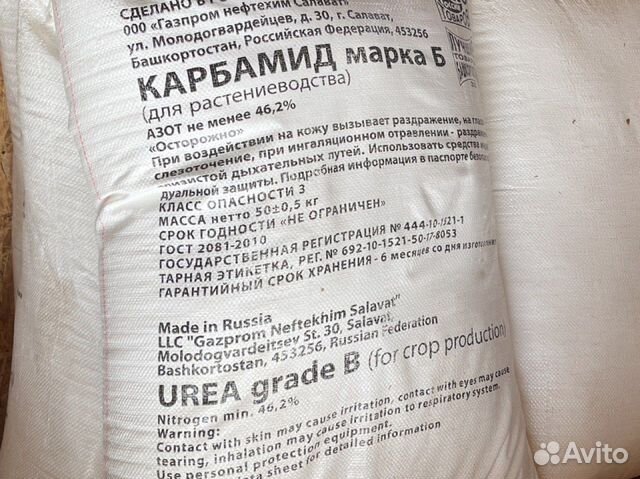 СДЕЛАНО В
ООО «Газпром нефтехим Салават»
ул. Молодогвардейцев, д. 30, г. Салават,
Башкортостан, Российская Федерация, 453256
КАРБАМИД марка Б
(для растениеводства)
АЗОТ не менее 46,2%
«Осторожно»
При воздействии на кожу вызывает раздражение, на
слезоточение, при ингаляционном отравлении -
дыхательных путей. Использовать средства
защиты. Подробная информация в паспорте
КЛАСС ОПАСНОСТИ 3
МАССА нетто 50±0,5 кг
СРОК ГОДНОСТИ «НЕ ОГРАНИЧЕН»
ГОСТ 2081-2010
ГОСУДАРСТВЕННАЯ РЕГИСТРАЦИЯ № 444-10-1521-1
ТАРНАЯ ЭТИКЕТКА, РЕГ. № 692-10-1521-50-17-8053
ГАРАНТИЙНЫЙ СРОК ХРАНЕНИЯ - 6 месяцев со дня
Made in Russia
LLC "Gazprom Neftekhim Salavat"
Molodogvardeitsev St. 30, Salavat,
Bashkortostan, 453256, Russian Federation
UREA grade B (for crop production)
Nitrogen min. 46,2%
Warning:
Contact with skin may cause irritation, contact with eyes may cause
tearing, inhalation may cause irritation to respiratory system.
Use personal protection equipment.
data sheet for detailed information
Avito